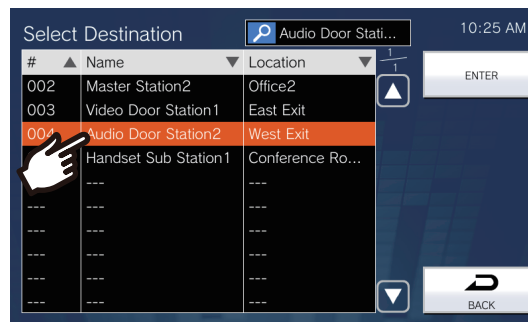 Select Destination Audio Door Stati... 10:25 AM
# Name Location 1/1
ENTER
002 Master Station2 Office2
003 Video Door Station1 East Exit
004 Audio Door Station2 West Exit
Handset Sub Station1 Conference Ro...
--- ---
--- --- ---
--- --- ---
--- --- ---
--- --- ---
--- --- ---
BACK